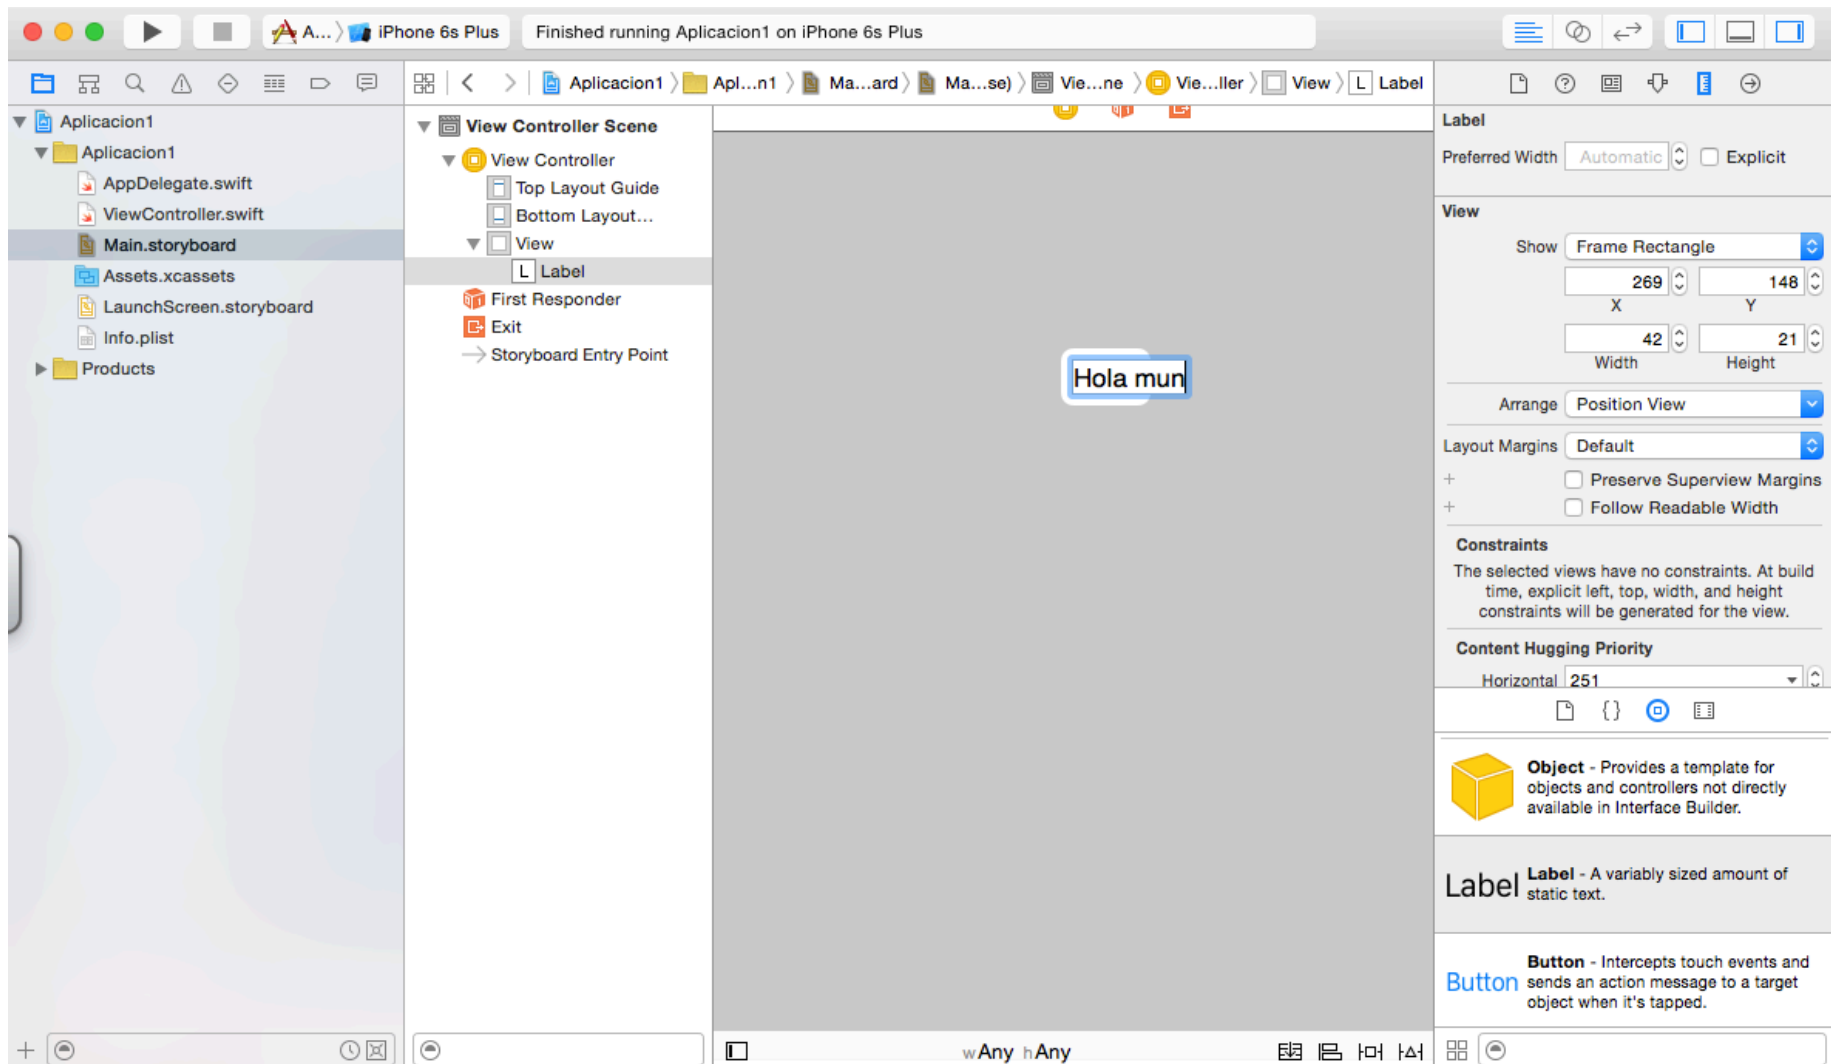 A...〉 iPhone 6s Plus
Finished running Aplicacion1 on iPhone 6s Plus
Aplicacion1 〉 Apl...n1 〉 Ma...ard 〉 Ma...se) 〉 Vie...ne 〉 Vie...ller 〉 View 〉 L Label
Aplicacion1
Aplicacion1
AppDelegate.swift
ViewController.swift
Main.storyboard
Assets.xcassets
LaunchScreen.storyboard
Info.plist
Products
View Controller Scene
View Controller
Top Layout Guide
Bottom Layout...
View
L Label
First Responder
Exit
Storyboard Entry Point
Hola mun
wAny hAny
Label
Preferred Width Automatic Explicit
View
Show Frame Rectangle
269 148
X Y
42 21
Width Height
Arrange Position View
Layout Margins Default
+ Preserve Superview Margins
+ Follow Readable Width
Constraints
The selected views have no constraints. At build
time, explicit left, top, width, and height
constraints will be generated for the view.
Content Hugging Priority
Horizontal 251
{}
Object - Provides a template for
objects and controllers not directly
available in Interface Builder.
Label
Label - A variably sized amount of
static text.
Button
Button - Intercepts touch events and
sends an action message to a target
object when it's tapped.